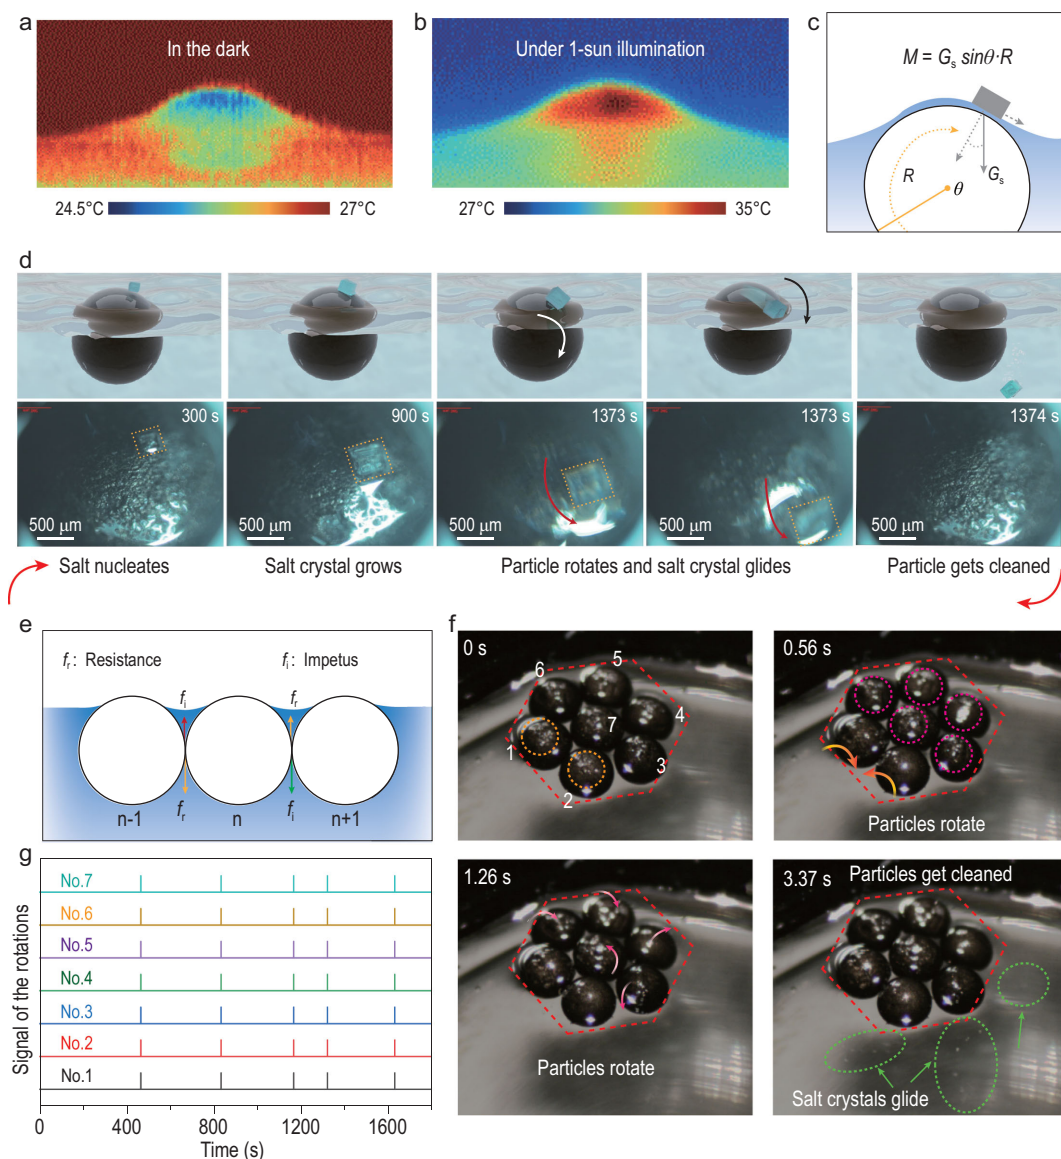 a
In the dark
24.5°C
27°C
b
Under 1-sun illumination
27°C
35°C
c
M = Gs sinθ·R
R
θ
Gs
d
300 s
500 μm
900 s
500 μm
1373 s
500 μm
1373 s
500 μm
1374 s
500 μm
Salt nucleates
Salt crystal grows
Particle rotates and salt crystal glides
Particle gets cleaned
e
fr: Resistance
fi: Impetus
fi
fr
fr
fi
n-1
n
n+1
f
0 s
1
2
3
4
5
6
7
0.56 s
Particles rotate
1.26 s
Particles rotate
3.37 s
Particles get cleaned
Salt crystals glide
g
Signal of the rotations
No.7
No.6
No.5
No.4
No.3
No.2
No.1
0
400
800
1200
1600
Time (s)